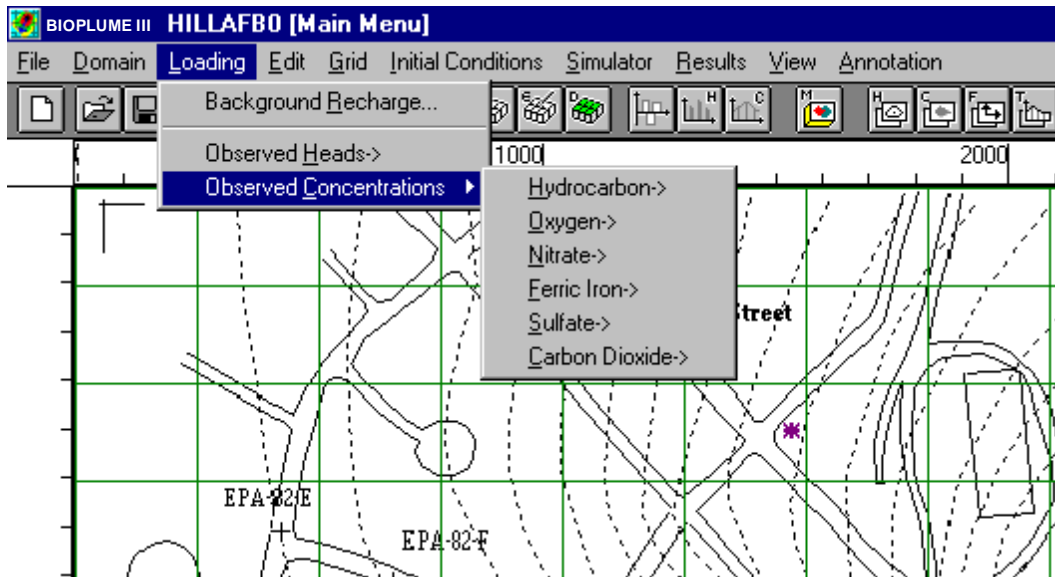 BIOPLUME III HILLAFB0 [Main Menu]
File Domain Loading Edit Grid Initial Conditions Simulator Results View Annotation
Background Recharge...
Observed Heads->
Observed Concentrations
Hydrocarbon->
Oxygen->
Nitrate->
Ferric Iron->
Sulfate->
Carbon Dioxide->
E D H C M H C F T
1000 2000
Street
EPA-82-E
EPA-82-F